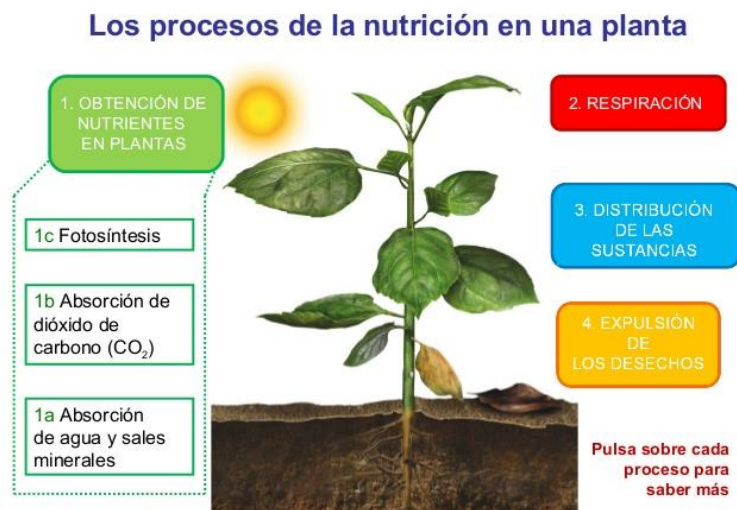 Los procesos de la nutrición en una planta
1. OBTENCIÓN DE
NUTRIENTES
EN PLANTAS
1c Fotosíntesis
1b Absorción de
dióxido de
carbono (CO₂)
1a Absorción
de agua y sales
minerales
2. RESPIRACIÓN
3. DISTRIBUCIÓN
DE LAS
SUSTANCIAS
4. EXPULSIÓN
DE
LOS DESECHOS
Pulsa sobre cada
proceso para
saber más